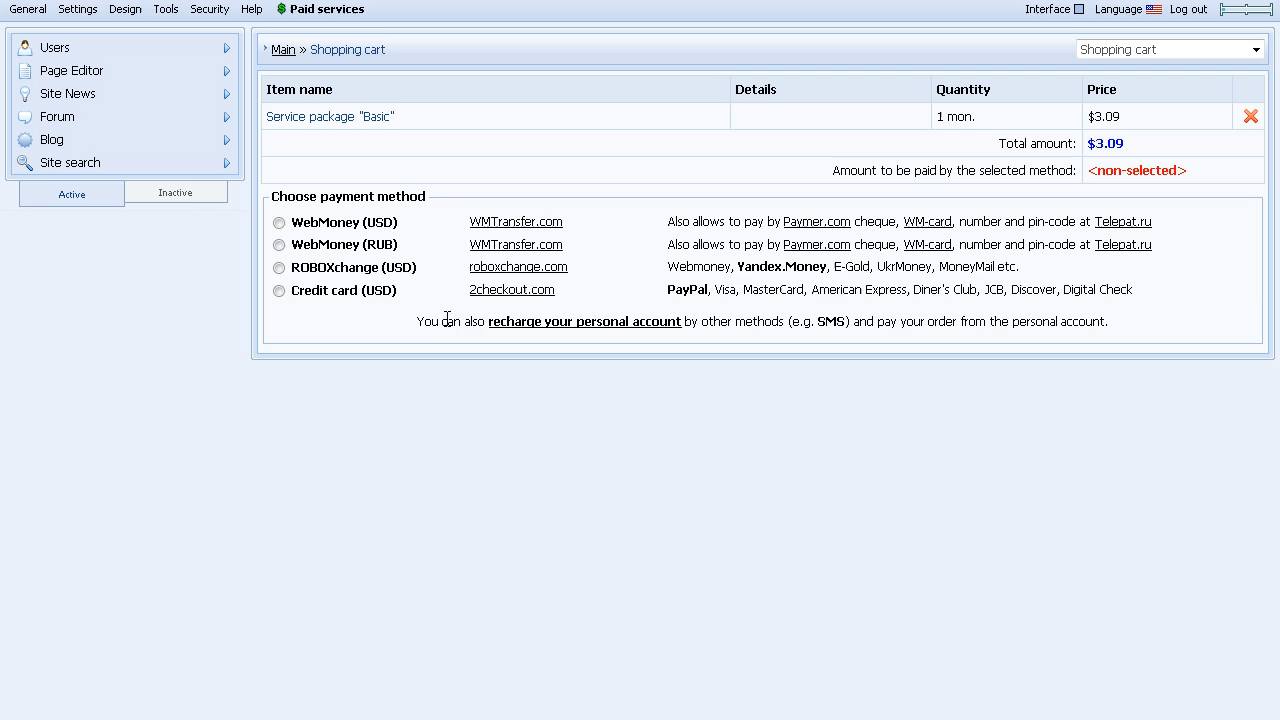 General Settings Design Tools Security Help $ Paid services Interface Language Log out
Users
Page Editor
Site News
Forum
Blog
Site search
Active Inactive
Main » Shopping cart Shopping cart
Item name Details Quantity Price
Service package "Basic" 1 mon. $3.09
Total amount: $3.09
Amount to be paid by the selected method: <non-selected>
Choose payment method
WebMoney (USD) WMTransfer.com Also allows to pay by Paymer.com cheque, WM-card, number and pin-code at Telepat.ru
WebMoney (RUB) WMTransfer.com Also allows to pay by Paymer.com cheque, WM-card, number and pin-code at Telepat.ru
ROBOXchange (USD) roboxchange.com Webmoney, Yandex.Money, E-Gold, UkrMoney, MoneyMail etc.
Credit card (USD) 2checkout.com PayPal, Visa, MasterCard, American Express, Diner's Club, JCB, Discover, Digital Check
You can also recharge your personal account by other methods (e.g. SMS) and pay your order from the personal account.